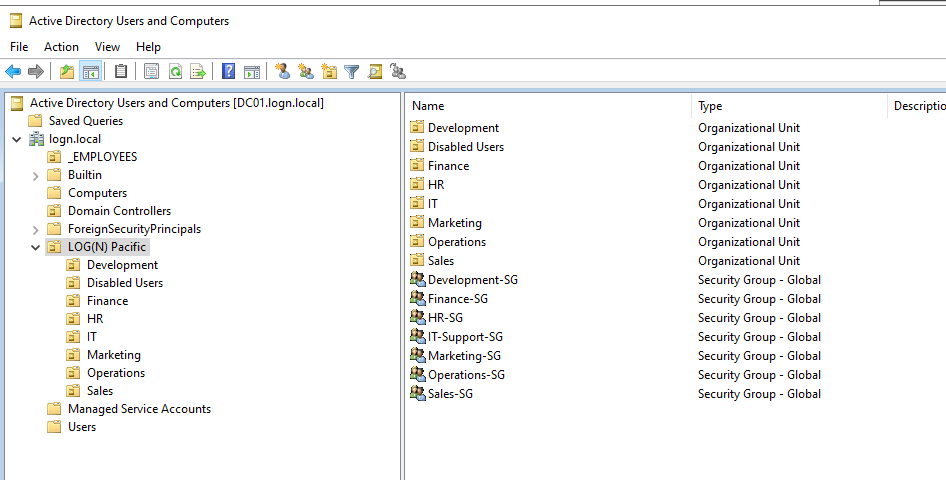 Active Directory Users and Computers
File Action View Help
Active Directory Users and Computers [DC01.logn.local]
Saved Queries
logn.local
_EMPLOYEES
Builtin
Computers
Domain Controllers
ForeignSecurityPrincipals
LOG(N) Pacific
Development
Disabled Users
Finance
HR
IT
Marketing
Operations
Sales
Managed Service Accounts
Users
Name Type Descriptio
Development Organizational Unit
Disabled Users Organizational Unit
Finance Organizational Unit
HR Organizational Unit
IT Organizational Unit
Marketing Organizational Unit
Operations Organizational Unit
Sales Organizational Unit
Development-SG Security Group - Global
Finance-SG Security Group - Global
HR-SG Security Group - Global
IT-Support-SG Security Group - Global
Marketing-SG Security Group - Global
Operations-SG Security Group - Global
Sales-SG Security Group - Global